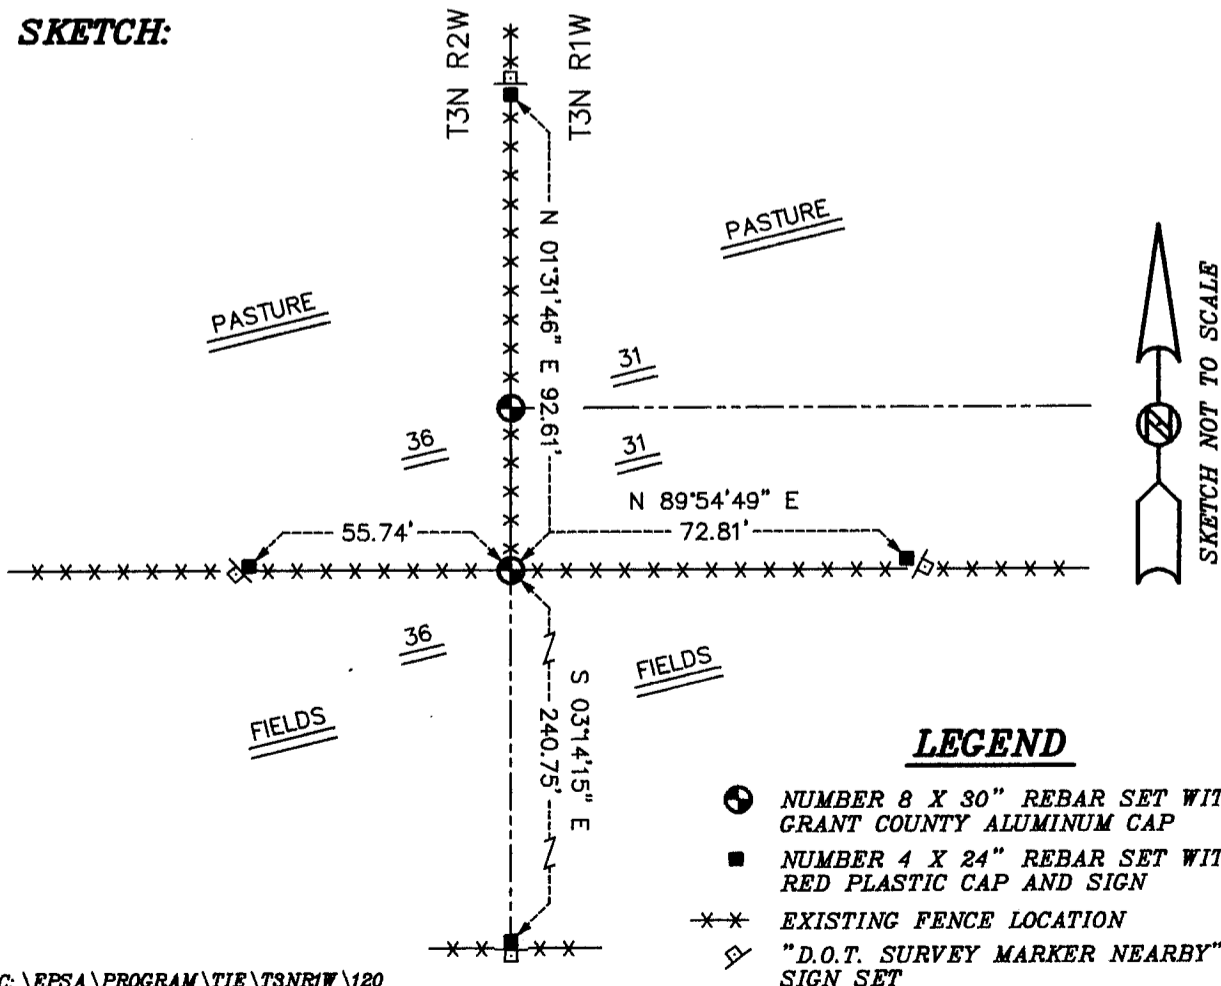 SKETCH:
T3N R2W
T3N R1W
PASTURE
PASTURE
N 01°31'46" E 92.61'
31
36
31
N 89°54'49" E
55.74'
72.81'
36
FIELDS
FIELDS
S 03°14'15" E
240.75'
N
SKETCH NOT TO SCALE
LEGEND
NUMBER 8 X 30" REBAR SET WIT
GRANT COUNTY ALUMINUM CAP
NUMBER 4 X 24" REBAR SET WIT
RED PLASTIC CAP AND SIGN
EXISTING FENCE LOCATION
"D.O.T. SURVEY MARKER NEARBY"
SIGN SET
C:\EPSA\PROGRAM\TIE\T3NR1W\120